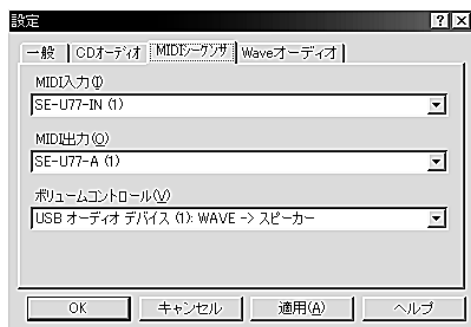 設定
一般 CDオーディオ MIDIシーケンサ Waveオーディオ
MIDI入力(I)
SE-U77-IN (1)
MIDI出力(O)
SE-U77-A (1)
ボリュームコントロール(V)
USB オーディオ デバイス (1): WAVE -> スピーカー
OK キャンセル 適用(A) ヘルプ